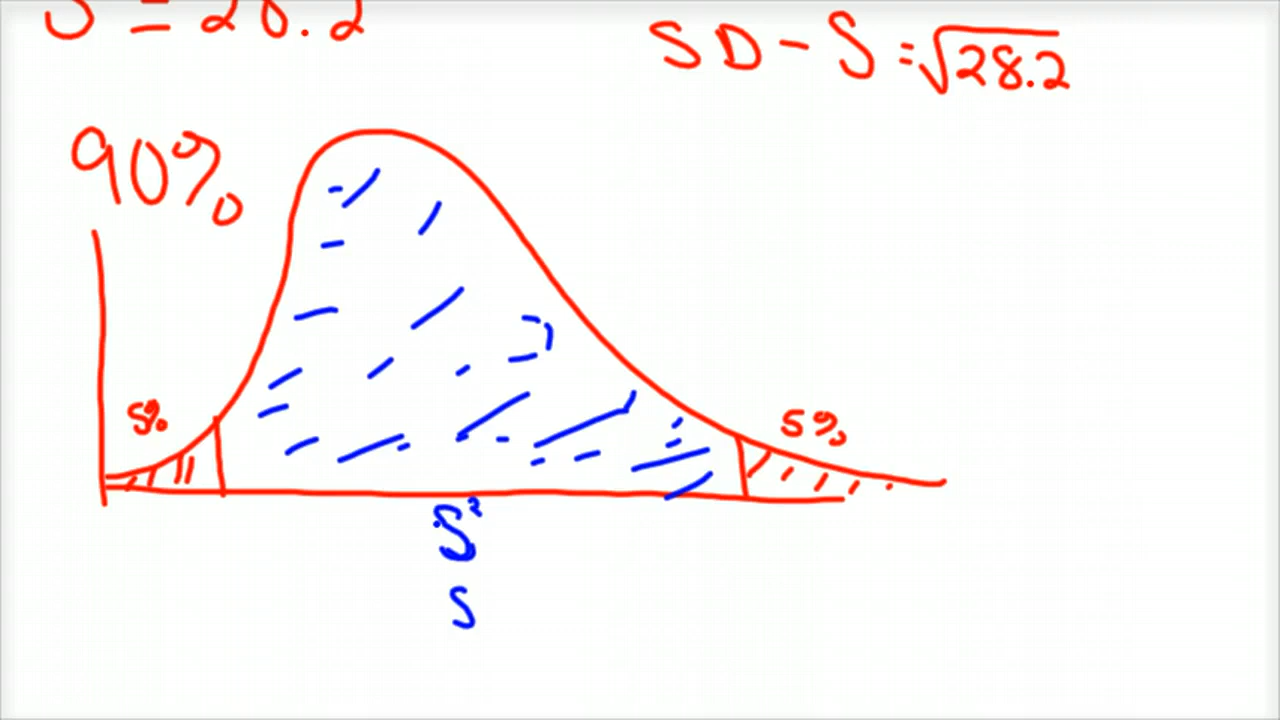 S = 28.2
SD - S = √28.2
90%
5%
5%
S²
S